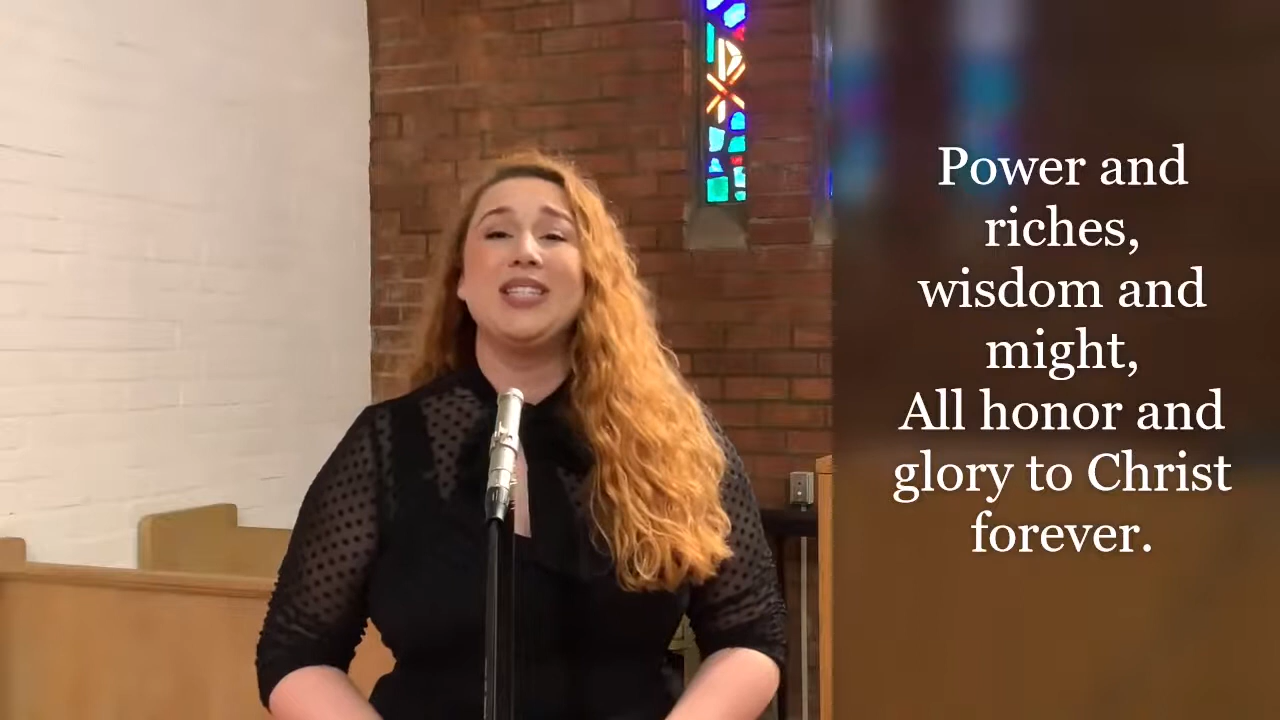 Power and
riches,
wisdom and
might,
All honor and
glory to Christ
forever.